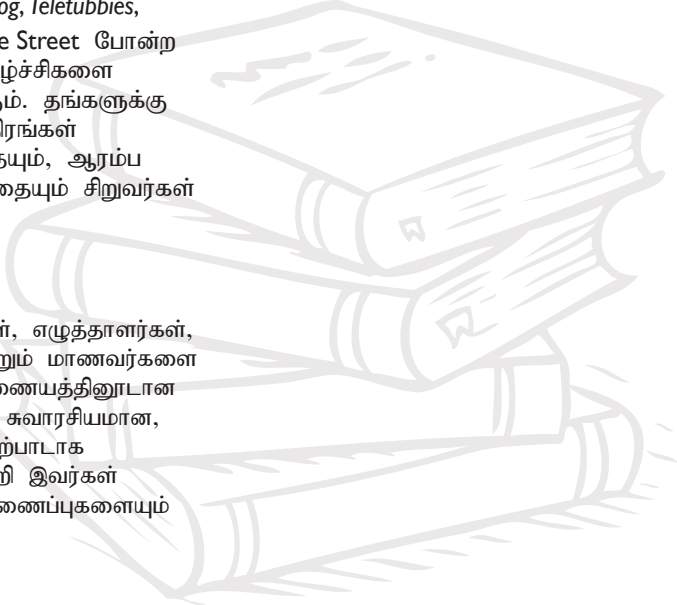 og, Teletubbies,
e Street போன்ற
ழ்ச்சிகளை
ம். தங்களுக்கு
ிரங்கள்
தயும், ஆரம்ப
தையும் சிறுவர்கள்
ர், எழுத்தாளர்கள்,
றும் மாணவர்களை
ணையத்தினூடான
சுவாரசியமான,
ற்பாடாக
றி இவர்கள்
ணைப்புகளையும்